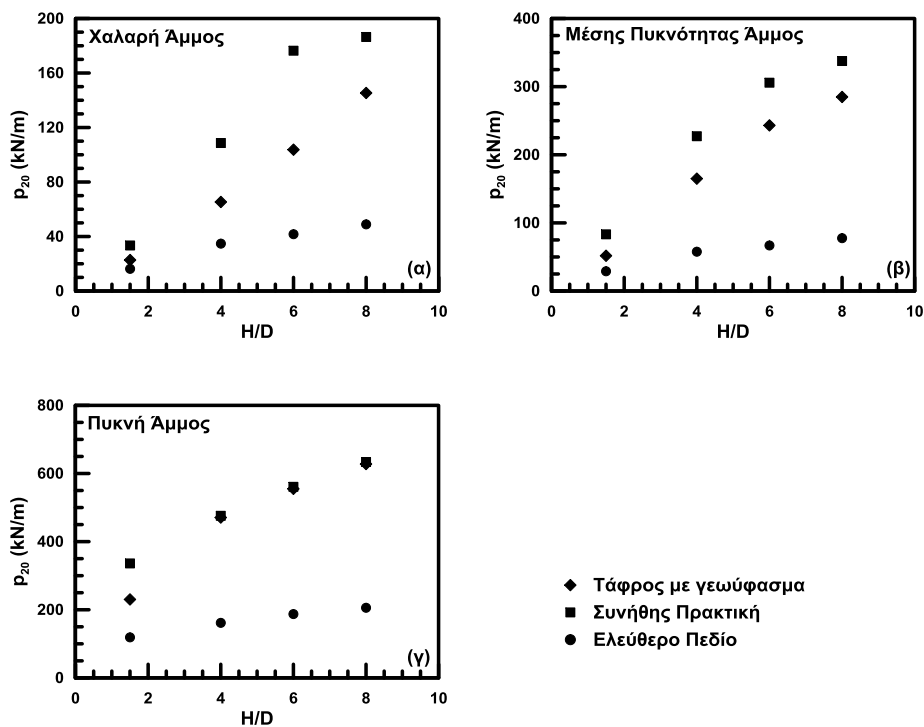 Χαλαρή Άμμος
200
160
120
80
40
0
p20 (kN/m)
0 2 4 6 8 10
H/D
(α)
Μέσης Πυκνότητας Άμμος
400
300
200
100
0
p20 (kN/m)
0 2 4 6 8 10
H/D
(β)
Πυκνή Άμμος
800
600
400
200
0
p20 (kN/m)
0 2 4 6 8 10
H/D
(γ)
Τάφρος με γεωύφασμα
Συνήθης Πρακτική
Ελεύθερο Πεδίο